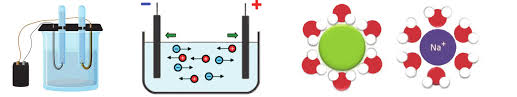 − +
− + − + +
− + − −
Na⁺